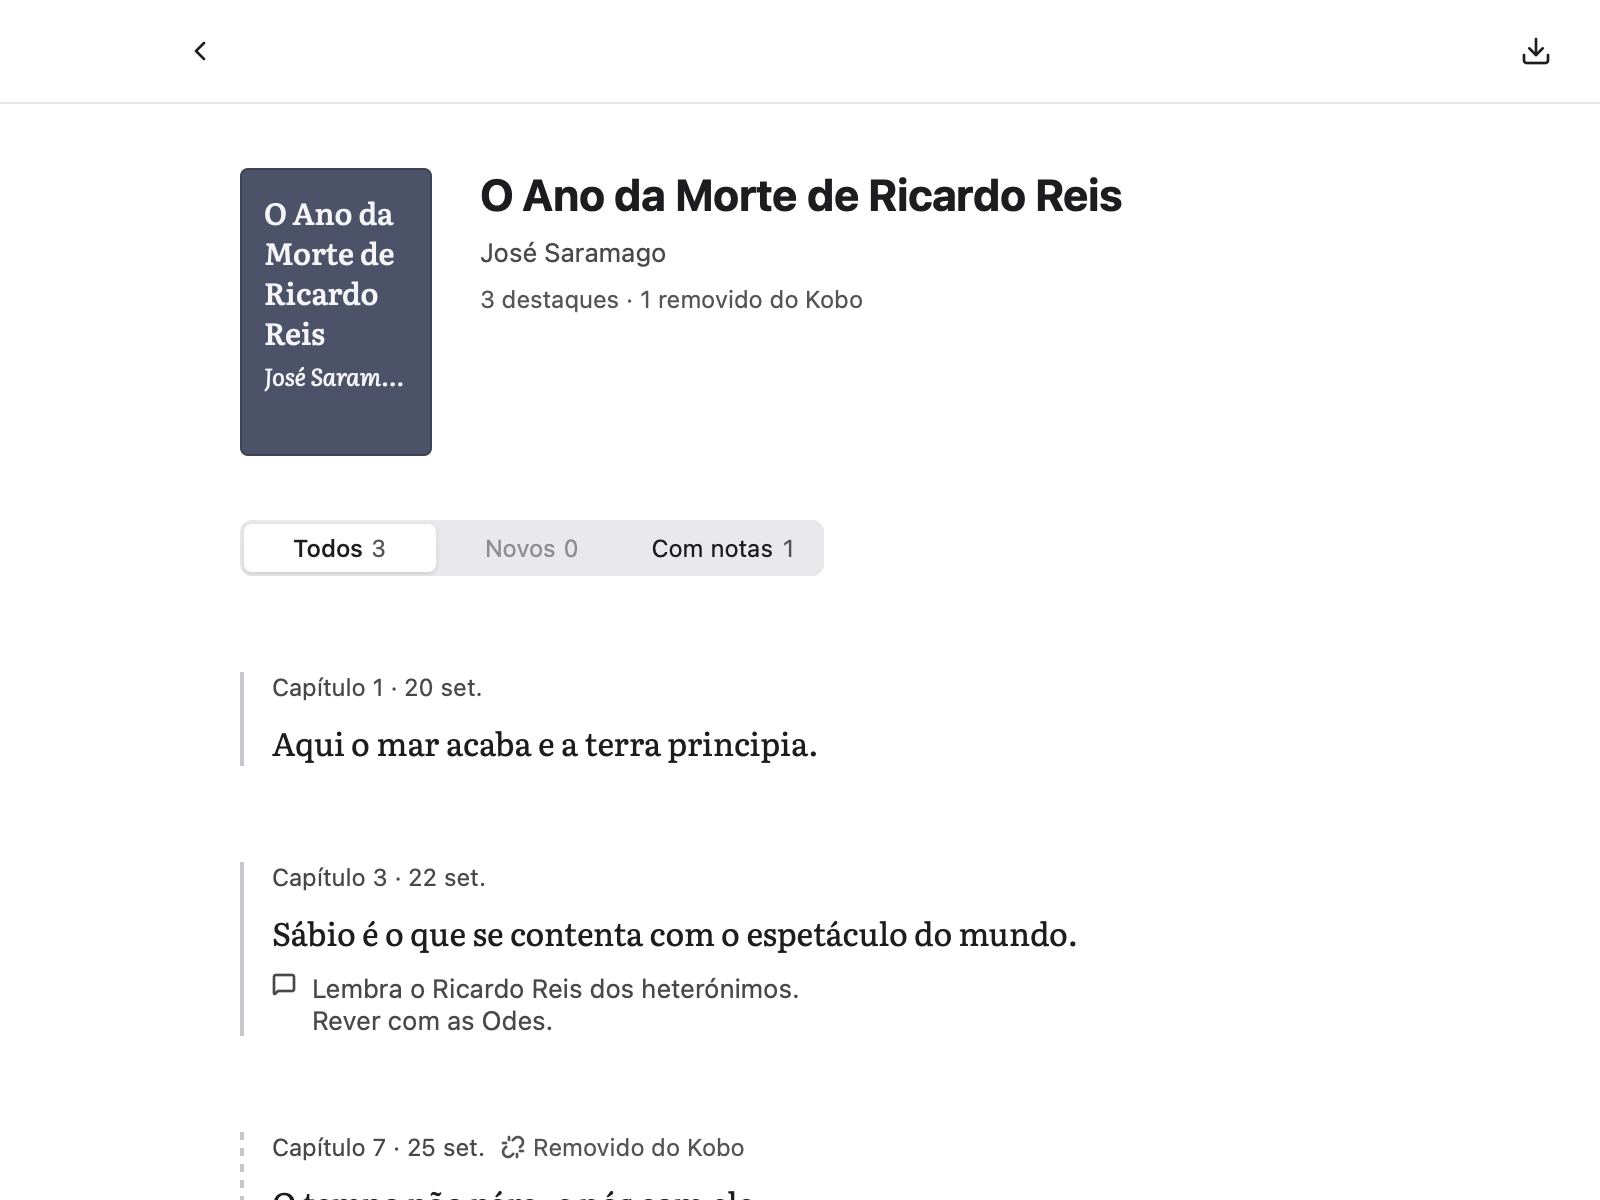 O Ano da
Morte de
Ricardo
Reis
José Saram...
O Ano da Morte de Ricardo Reis
José Saramago
3 destaques · 1 removido do Kobo
Todos 3
Novos 0
Com notas 1
Capítulo 1 · 20 set.
Aqui o mar acaba e a terra principia.
Capítulo 3 · 22 set.
Sábio é o que se contenta com o espetáculo do mundo.
Lembra o Ricardo Reis dos heterónimos.
Rever com as Odes.
Capítulo 7 · 25 set. Removido do Kobo